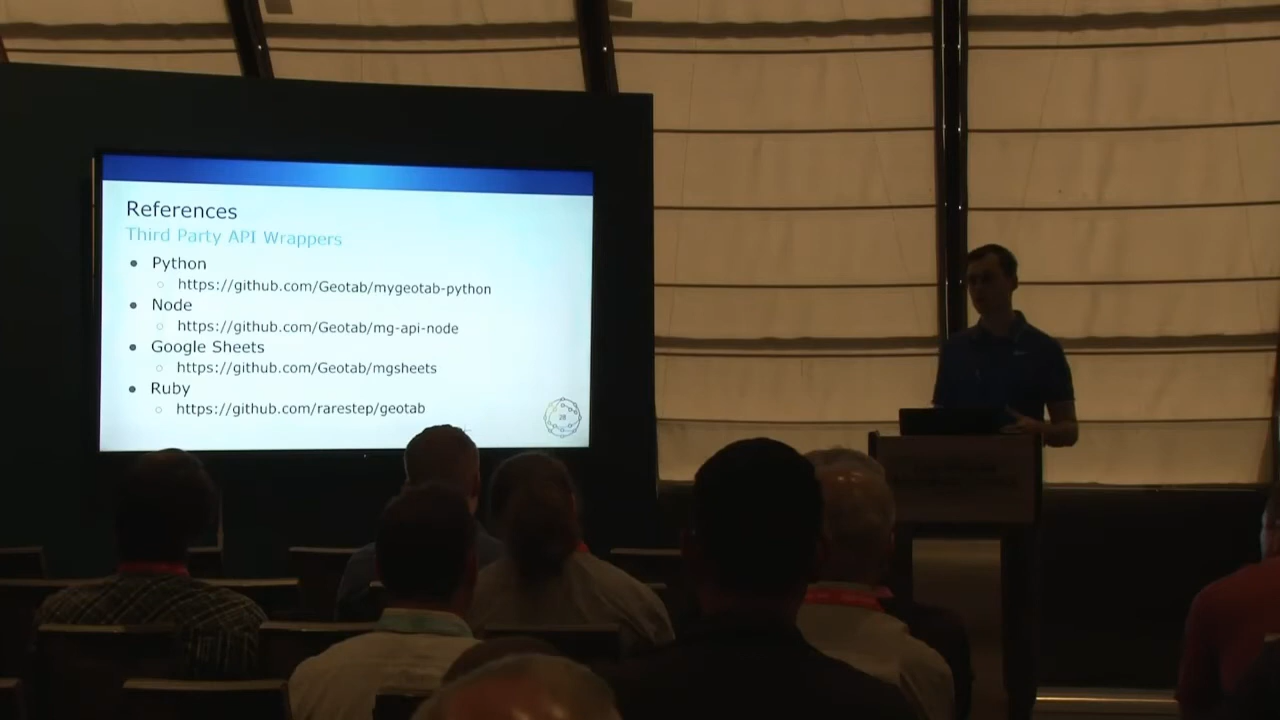 References
Third Party API Wrappers
• Python
○ https://github.com/Geotab/mygeotab-python
• Node
○ https://github.com/Geotab/mg-api-node
• Google Sheets
○ https://github.com/Geotab/mgsheets
• Ruby
○ https://github.com/rarestep/geotab
28